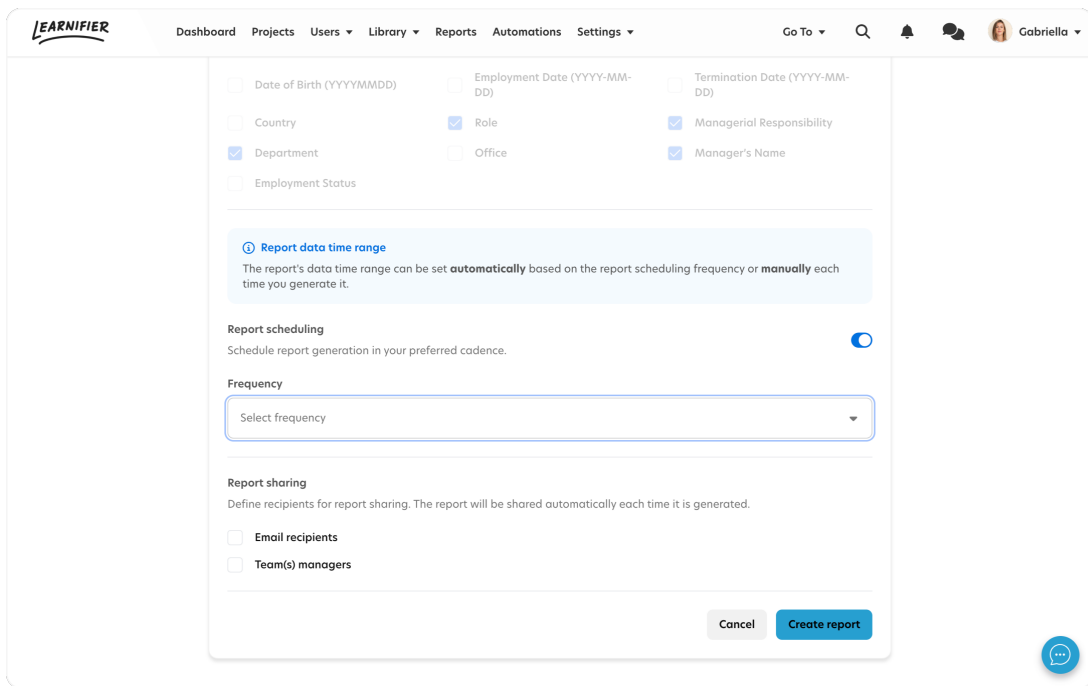 LEARNIFIER
Dashboard Projects Users Library Reports Automations Settings Go To Gabriella
Date of Birth (YYYYMMDD) Employment Date (YYYY-MM- Termination Date (YYYY-MM-
DD) DD)
Country Role Managerial Responsibility
Department Office Manager's Name
Employment Status
Report data time range
The report's data time range can be set automatically based on the report scheduling frequency or manually each
time you generate it.
Report scheduling
Schedule report generation in your preferred cadence.
Frequency
Select frequency
Report sharing
Define recipients for report sharing. The report will be shared automatically each time it is generated.
Email recipients
Team(s) managers
Cancel Create report